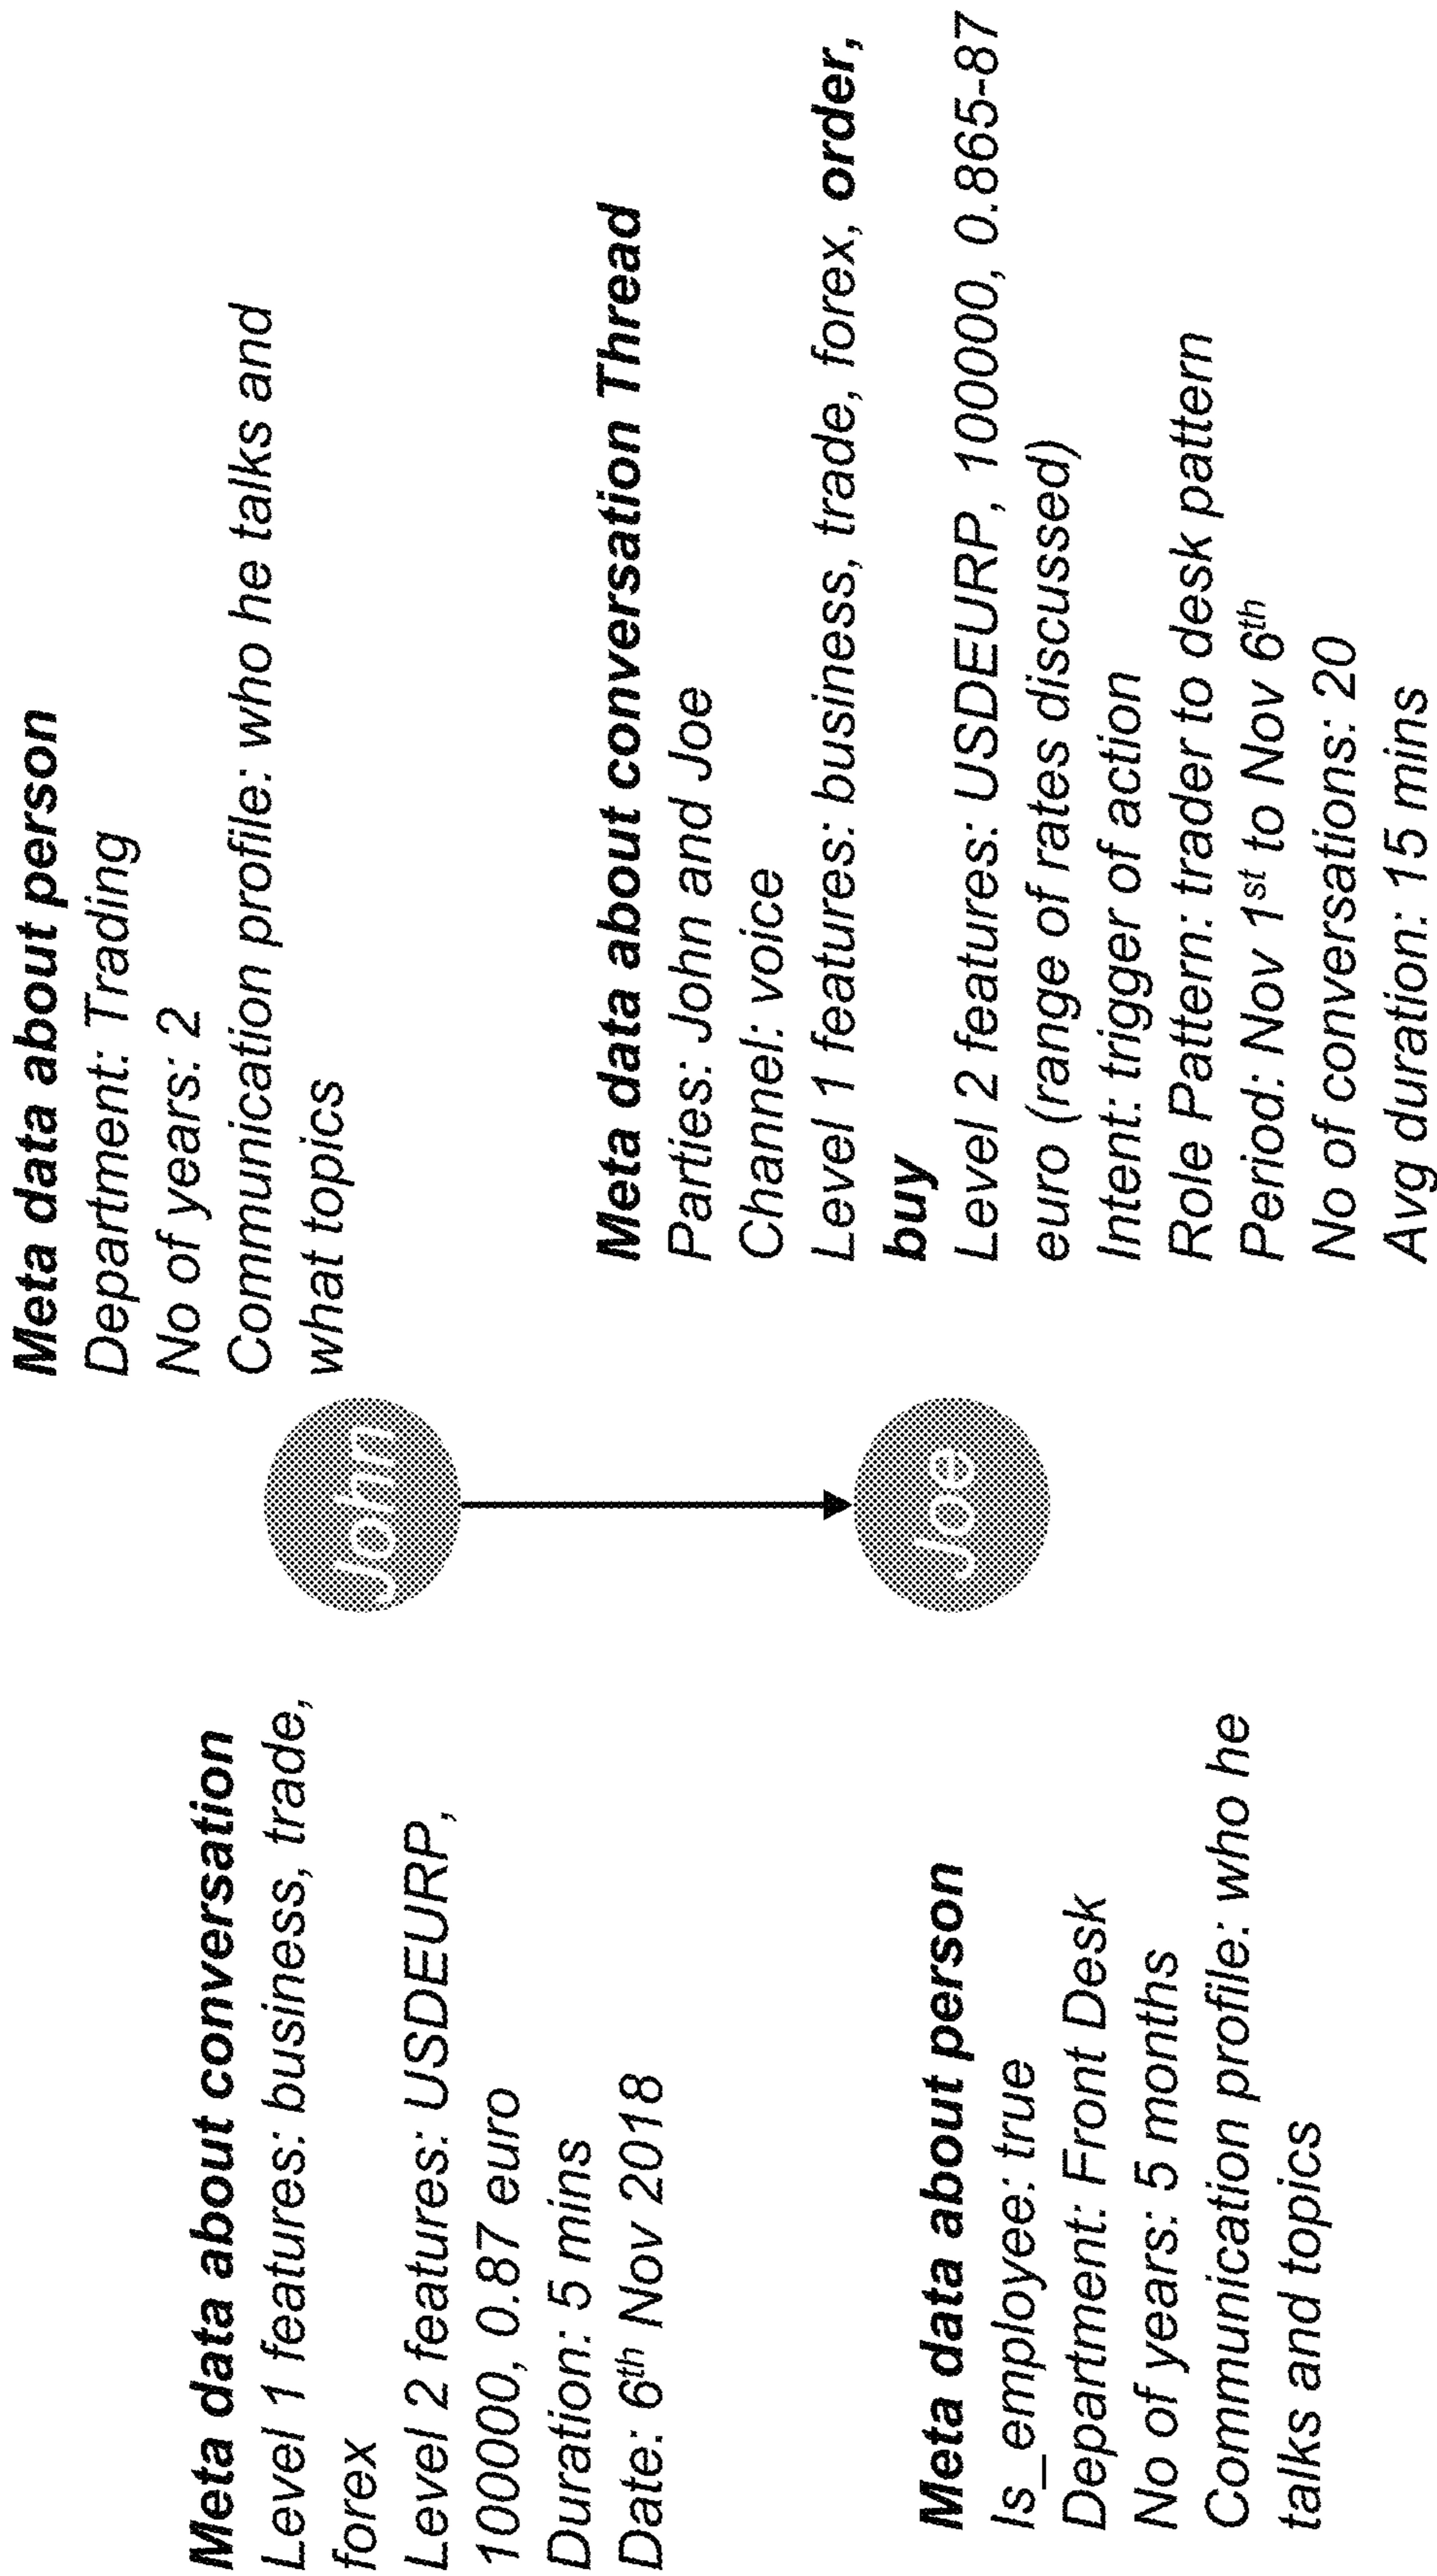 Meta data about person
Department: Trading
No of years: 2
Communication profile: who he talks and
what topics
John
Meta data about conversation
Level 1 features: business, trade,
forex
Level 2 features: USDEURP,
100000, 0.87 euro
Duration: 5 mins
Date: 6th Nov 2018
Meta data about conversation Thread
Parties: John and Joe
Channel: voice
Level 1 features: business, trade, forex, order,
buy
Level 2 features: USDEURP, 100000, 0.865-87
euro (range of rates discussed)
Intent: trigger of action
Role Pattern: trader to desk pattern
Period: Nov 1st to Nov 6th
No of conversations: 20
Avg duration: 15 mins
Joe
Meta data about person
Is_employee: true
Department: Front Desk
No of years: 5 months
Communication profile: who he
talks and topics